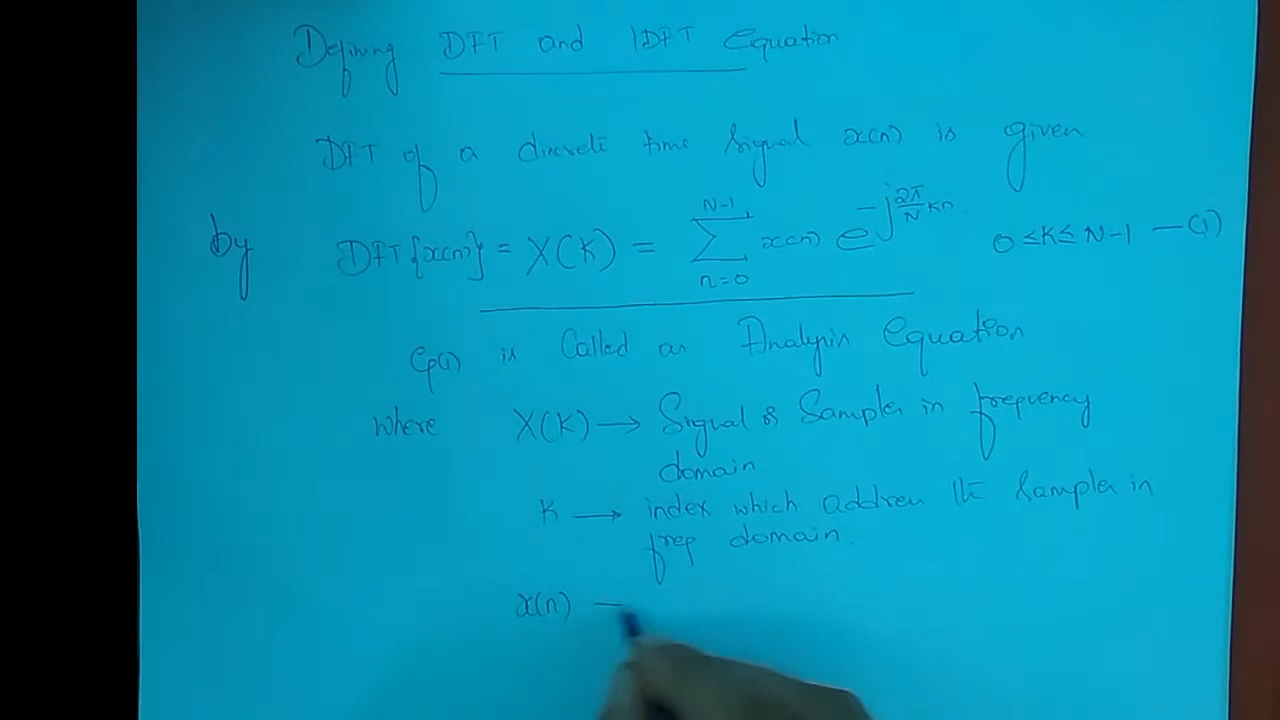 Defining DFT and IDFT Equation
DFT of a discrete time signal x(n) is given
by DFT{x(n)} = X(K) = ∑_{n=0}^{N-1} x(n) e^{-j\frac{2π}{N}Kn} 0≤K≤N-1 —(1)
Eq(1) is Called as Analysis Equation
where X(K) → Signal & Samples in frequency
domain
K → index which address the samples in
freq domain.
x(n) —